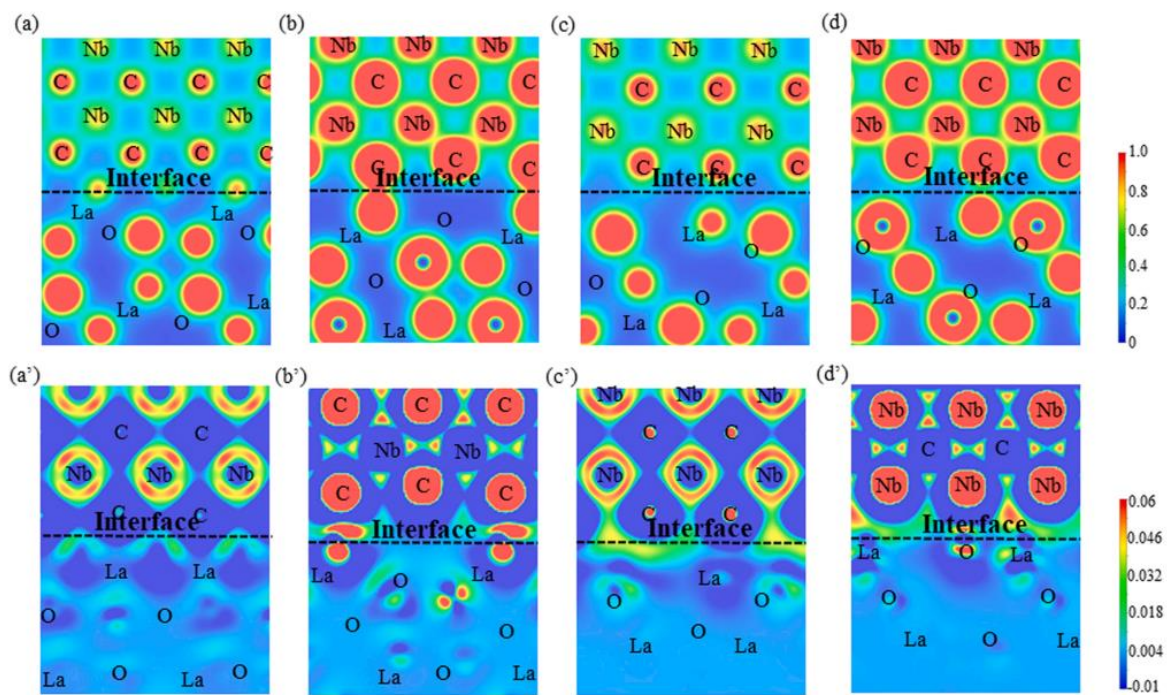 (a) (b) (c) (d)
Nb Nb Nb Nb Nb Nb Nb Nb Nb Nb Nb Nb
C C C C C C C C C C C C
Nb Nb Nb Nb Nb Nb Nb Nb Nb Nb Nb Nb
C C C C C C C C C C C
Interface Interface Interface Interface
La La La La La La
O O O O O O O O
La La La La La La
O O
1.0
0.8
0.6
0.4
0.2
0
(a') (b') (c') (d')
C C C Nb Nb Nb Nb Nb Nb
C C Nb Nb C C C C
Nb Nb Nb C C C Nb Nb Nb Nb Nb Nb
C C C C
Interface Interface Interface Interface
La La La La La La La
O O O O O O O
O O La La La O
La O La La O La
0.06
0.046
0.032
0.018
0.004
-0.01